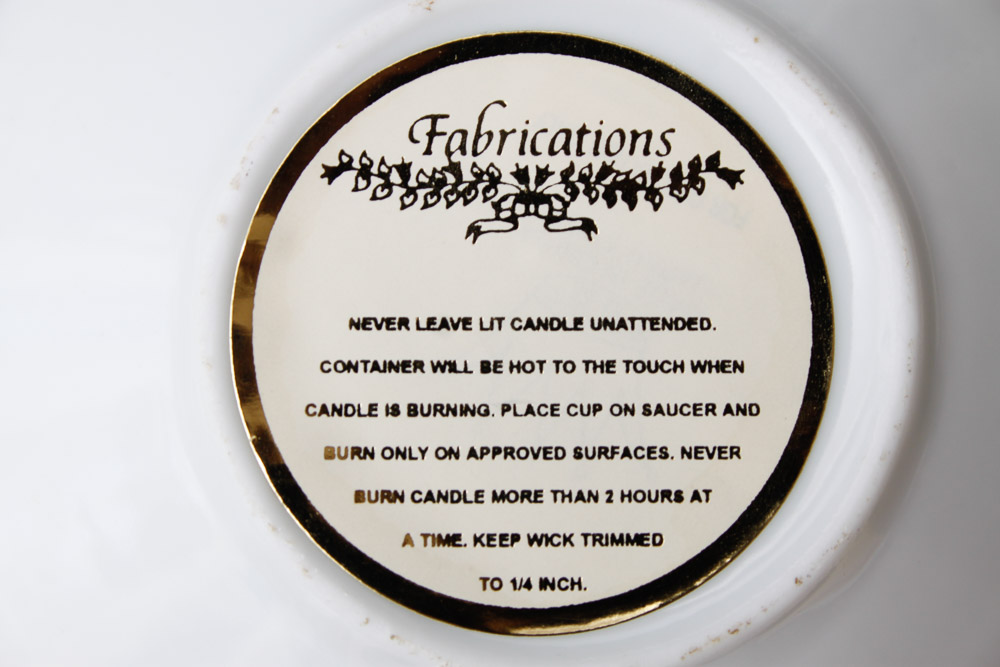 Fabrications
NEVER LEAVE LIT CANDLE UNATTENDED.
CONTAINER WILL BE HOT TO THE TOUCH WHEN
CANDLE IS BURNING. PLACE CUP ON SAUCER AND
BURN ONLY ON APPROVED SURFACES. NEVER
BURN CANDLE MORE THAN 2 HOURS AT
A TIME. KEEP WICK TRIMMED
TO 1/4 INCH.